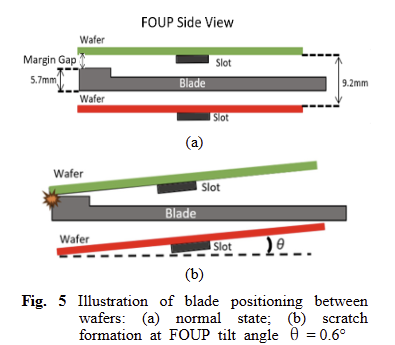 FOUP Side View
Wafer
Margin Gap
Slot
5.7mm
Blade
9.2mm
Wafer
Slot
(a)
Wafer
Slot
Blade
Wafer
Slot
θ
(b)
Fig. 5 Illustration of blade positioning between
wafers: (a) normal state; (b) scratch
formation at FOUP tilt angle θ = 0.6°